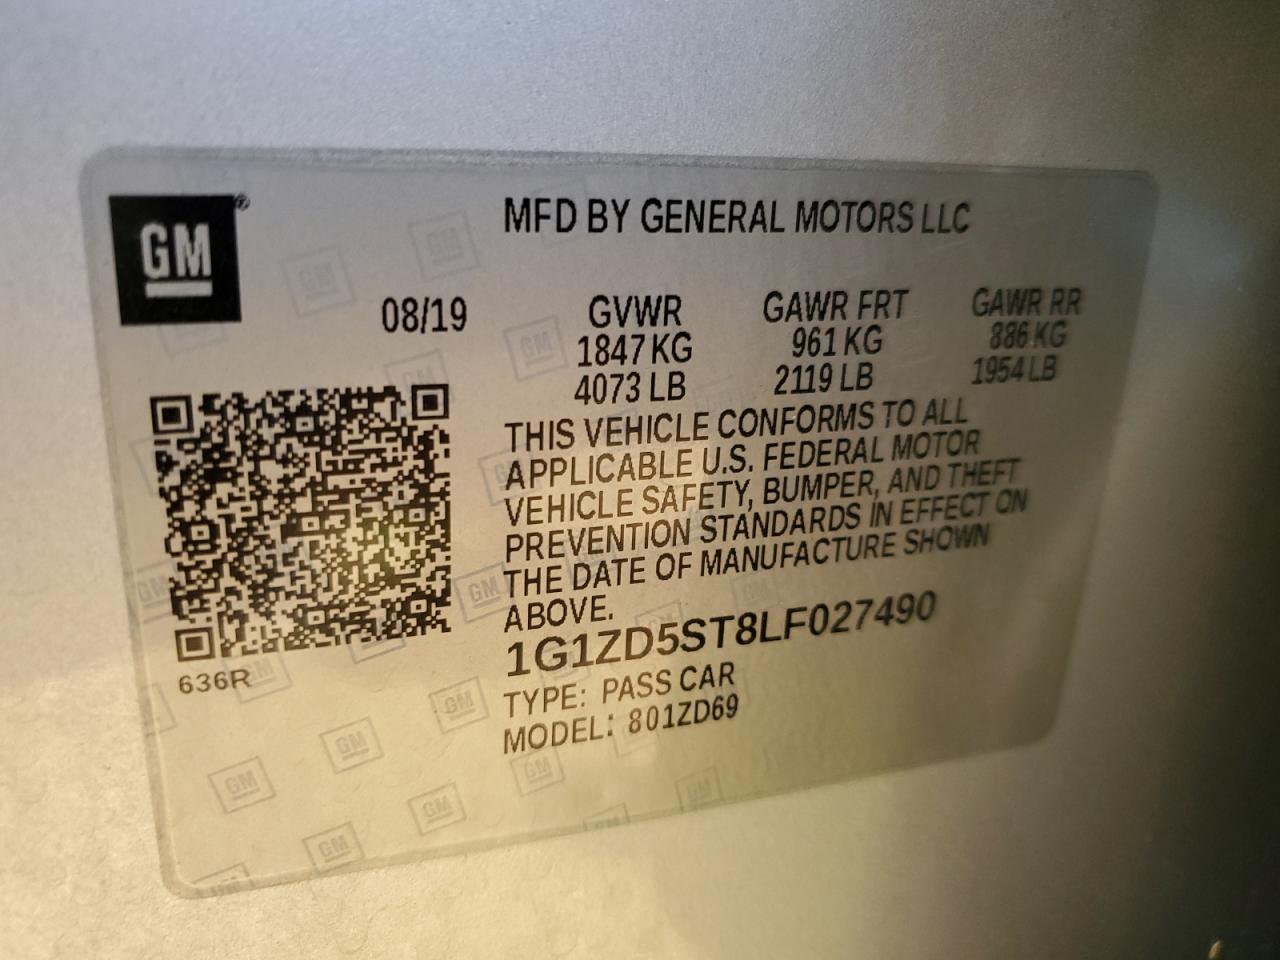 GM®
MFD BY GENERAL MOTORS LLC
08/19
GVWR GAWR FRT GAWR RR
1847 KG 961 KG 886 KG
4073 LB 2119 LB 1954 LB
THIS VEHICLE CONFORMS TO ALL
APPLICABLE U.S. FEDERAL MOTOR
VEHICLE SAFETY, BUMPER, AND THEFT
PREVENTION STANDARDS IN EFFECT ON
THE DATE OF MANUFACTURE SHOWN
ABOVE.
1G1ZD5ST8LF027490
TYPE: PASS CAR
MODEL: 801ZD69
636R